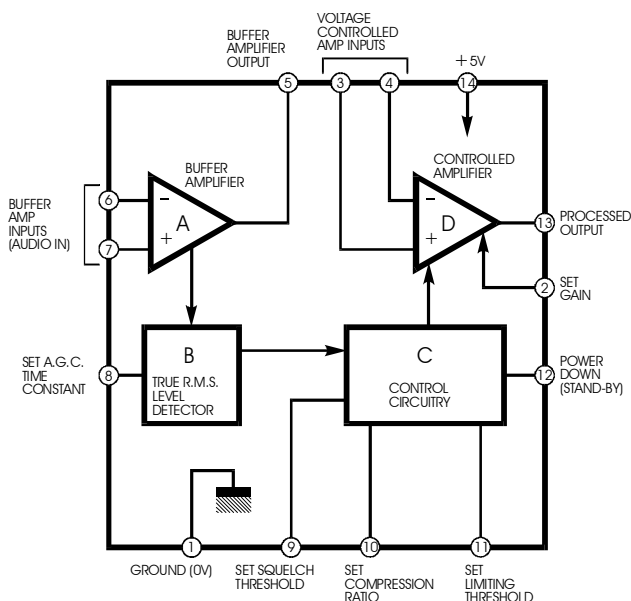 BUFFER
AMPLIFIER
OUTPUT
VOLTAGE
CONTROLLED
AMP INPUTS
+5V
5
3
4
14
BUFFER
AMPLIFIER
CONTROLLED
AMPLIFIER
BUFFER
AMP
INPUTS
(AUDIO IN)
6
7
−
+
A
−
+
D
13
PROCESSED
OUTPUT
2
SET
GAIN
SET A.G.C.
TIME
CONSTANT
8
B
TRUE R.M.S.
LEVEL
DETECTOR
C
CONTROL
CIRCUITRY
12
POWER
DOWN
(STAND-BY)
1
9
10
11
GROUND (0V)
SET SQUELCH
THRESHOLD
SET
COMPRESSION
RATIO
SET
LIMITING
THRESHOLD